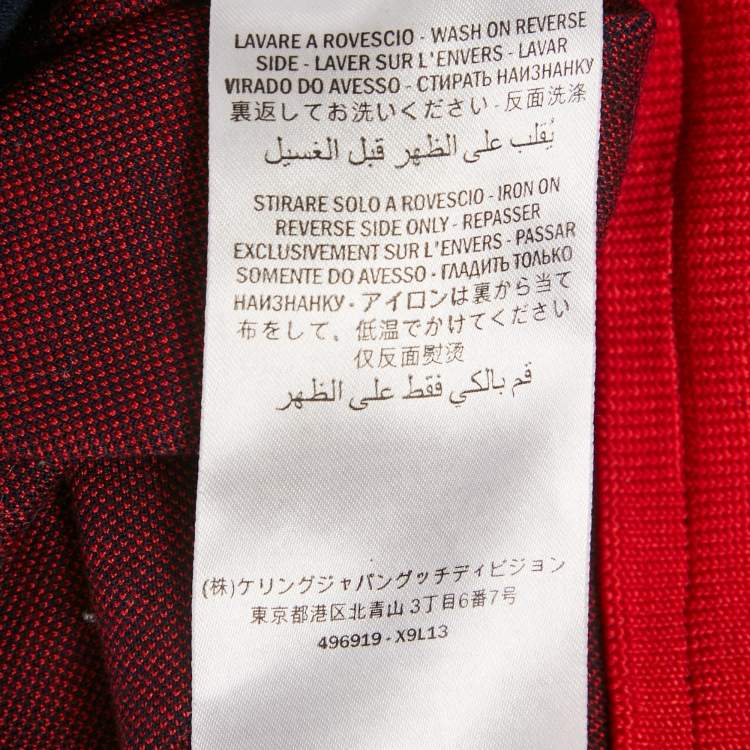 LAVARE A ROVESCIO - WASH ON REVERSE
SIDE - LAVER SUR L'ENVERS - LAVAR
VIRADO DO AVESSO - СТИРАТЬ НАИЗНАНКУ
裏返してお洗いください - 反面洗涤
يُقلب على الظهر قبل الغسيل
STIRARE SOLO A ROVESCIO - IRON ON
REVERSE SIDE ONLY - REPASSER
EXCLUSIVEMENT SUR L'ENVERS - PASSAR
SOMENTE DO AVESSO - ГЛАДИТЬ ТОЛЬКО
НАИЗНАНКУ - アイロンは裏から当て
布をして、低温でかけてください
仅反面熨烫
قم بالكي فقط على الظهر
(株)ケリングジャパングッチディビジョン
東京都港区北青山3丁目6番7号
496919 - X9L13